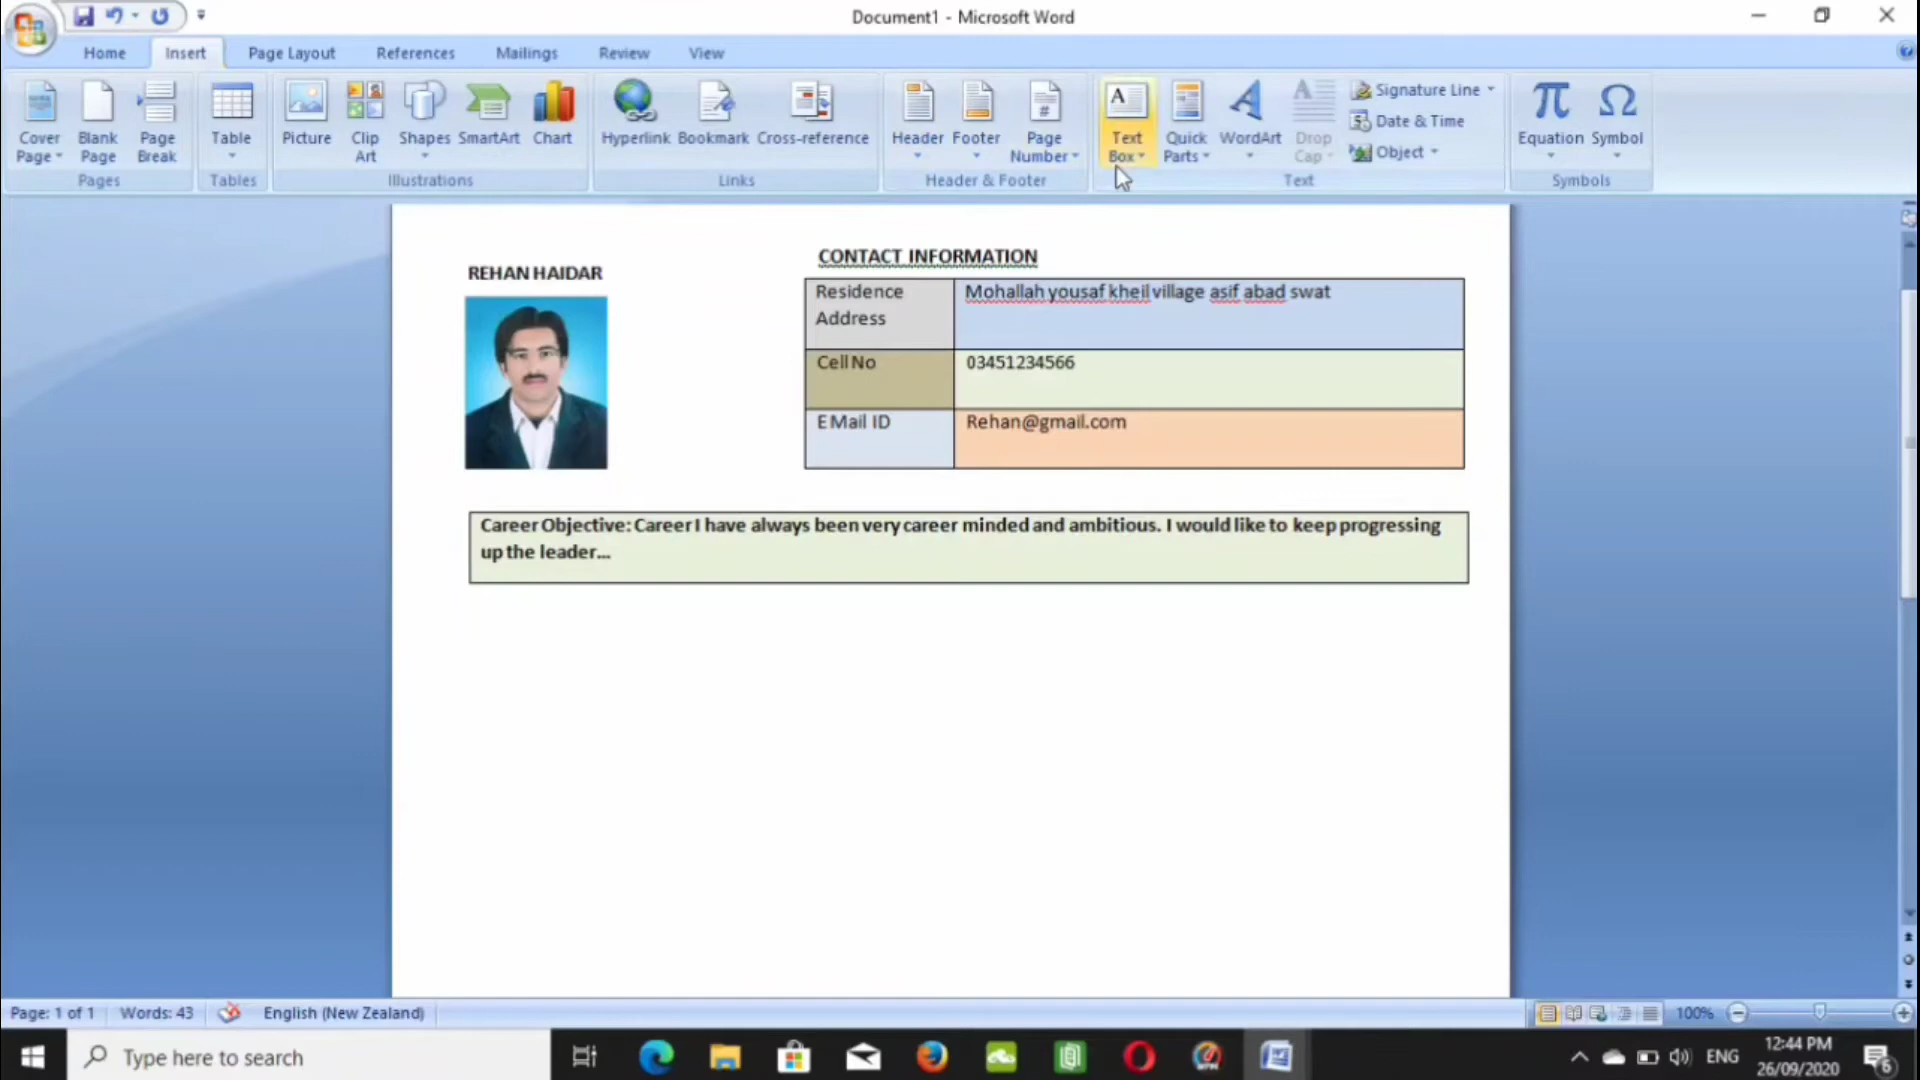 Document1 - Microsoft Word
Home Insert Page Layout References Mailings Review View
Cover Page Blank Page Page Break Table Picture Clip Art Shapes SmartArt Chart Hyperlink Bookmark Cross-reference Header Footer Page Number Text Box Quick Parts WordArt Drop Cap Signature Line Date & Time Object Equation Symbol
Pages Tables Illustrations Links Header & Footer Text Symbols
REHAN HAIDAR
CONTACT INFORMATION
Residence Address Mohallah yousaf kheil village asif abad swat
Cell No 03451234566
EMail ID Rehan@gmail.com
Career Objective: Career I have always been very career minded and ambitious. I would like to keep progressing
up the leader...
Page: 1 of 1 Words: 43 English (New Zealand) 100%
Type here to search ENG 12:44 PM
26/09/2020 6